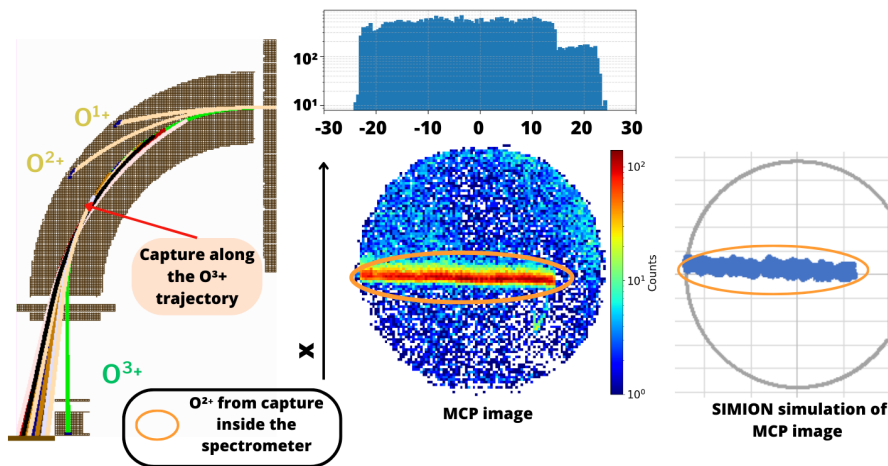 10²
10¹
-30 -20 -10 0 10 20 30
O¹⁺
O²⁺
Capture along
the O³⁺
trajectory
O³⁺
X
10²
10¹
10⁰
Counts
O²⁺ from capture
inside the
spectrometer
MCP image
SIMION simulation of
MCP image